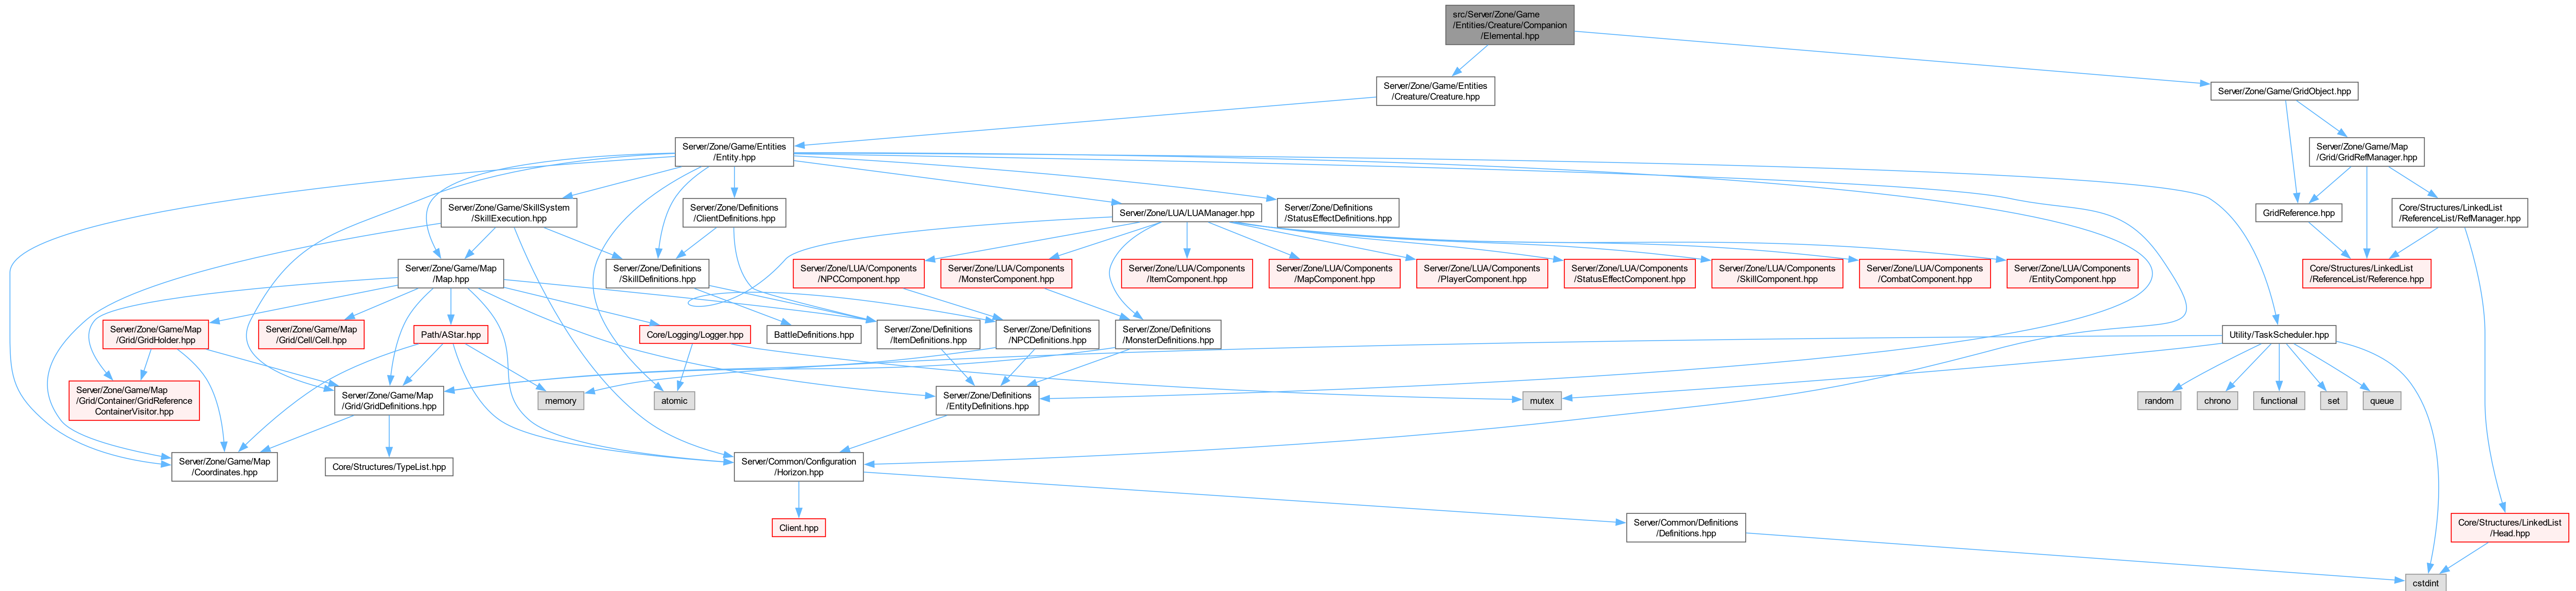 src/Server/Zone/Game
/Entities/Creature/Companion
/Elemental.hpp
Server/Zone/Game/Entities
/Creature/Creature.hpp
Server/Zone/Game/GridObject.hpp
Server/Zone/Game/Entities
/Entity.hpp
Server/Zone/Game/Map
/Grid/GridRefManager.hpp
Server/Zone/Game/SkillSystem
/SkillExecution.hpp
Server/Zone/Definitions
/ClientDefinitions.hpp
Server/Zone/LUA/LUAManager.hpp
Server/Zone/Definitions
/StatusEffectDefinitions.hpp
GridReference.hpp
Core/Structures/LinkedList
/ReferenceList/RefManager.hpp
Server/Zone/Game/Map
/Map.hpp
Server/Zone/Definitions
/SkillDefinitions.hpp
Server/Zone/LUA/Components
/NPCComponent.hpp
Server/Zone/LUA/Components
/MonsterComponent.hpp
Server/Zone/LUA/Components
/ItemComponent.hpp
Server/Zone/LUA/Components
/MapComponent.hpp
Server/Zone/LUA/Components
/PlayerComponent.hpp
Server/Zone/LUA/Components
/StatusEffectComponent.hpp
Server/Zone/LUA/Components
/SkillComponent.hpp
Server/Zone/LUA/Components
/CombatComponent.hpp
Server/Zone/LUA/Components
/EntityComponent.hpp
Core/Structures/LinkedList
/ReferenceList/Reference.hpp
Server/Zone/Game/Map
/Grid/GridHolder.hpp
Server/Zone/Game/Map
/Grid/Cell/Cell.hpp
Path/AStar.hpp
Core/Logging/Logger.hpp
BattleDefinitions.hpp
Server/Zone/Definitions
/ItemDefinitions.hpp
Server/Zone/Definitions
/NPCDefinitions.hpp
Server/Zone/Definitions
/MonsterDefinitions.hpp
Utility/TaskScheduler.hpp
Server/Zone/Game/Map
/Grid/Container/GridReference
ContainerVisitor.hpp
Server/Zone/Game/Map
/Grid/GridDefinitions.hpp
memory
atomic
mutex
Server/Zone/Definitions
/EntityDefinitions.hpp
random
chrono
functional
set
queue
Server/Zone/Game/Map
/Coordinates.hpp
Core/Structures/TypeList.hpp
Server/Common/Configuration
/Horizon.hpp
Client.hpp
Server/Common/Definitions
/Definitions.hpp
Core/Structures/LinkedList
/Head.hpp
cstdint